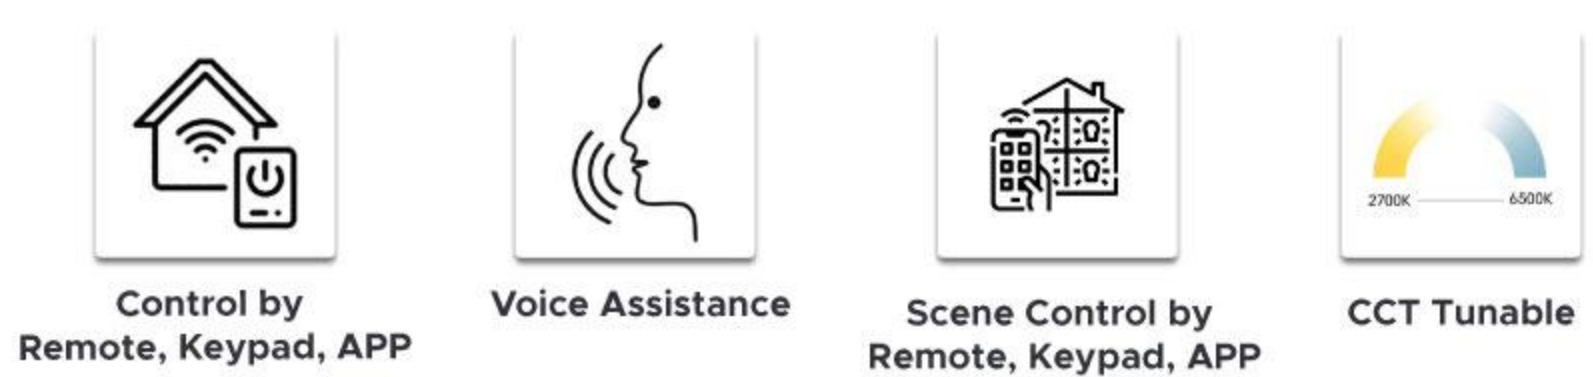 Control by
Remote, Keypad, APP
Voice Assistance
Scene Control by
Remote, Keypad, APP
2700K
6500K
CCT Tunable